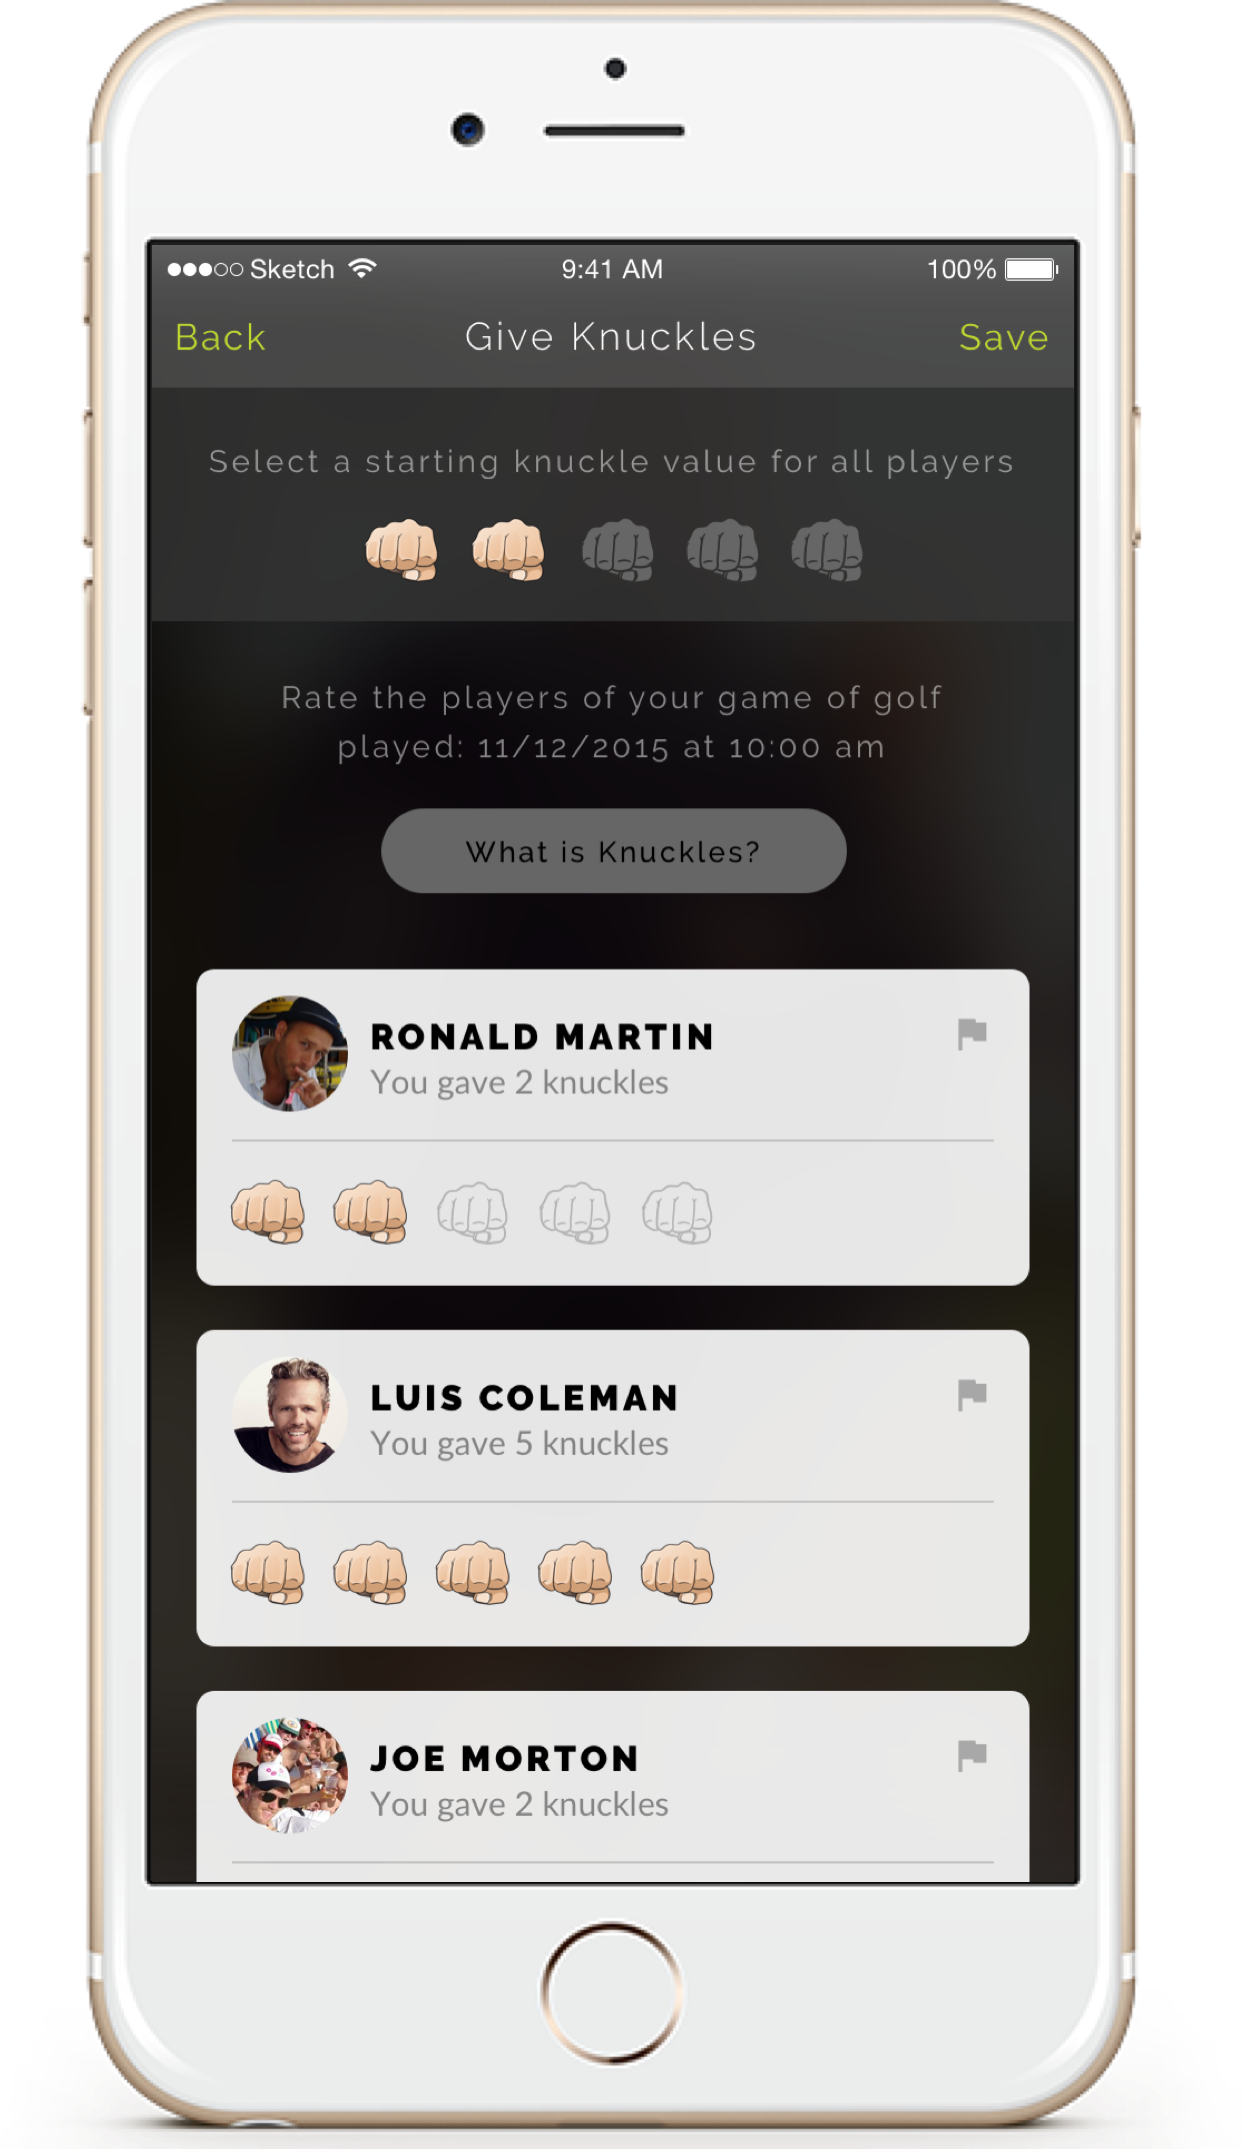 Sketch 9:41 AM 100%
Back Give Knuckles Save
Select a starting knuckle value for all players
Rate the players of your game of golf
played: 11/12/2015 at 10:00 am
What is Knuckles?
RONALD MARTIN
You gave 2 knuckles
LUIS COLEMAN
You gave 5 knuckles
JOE MORTON
You gave 2 knuckles